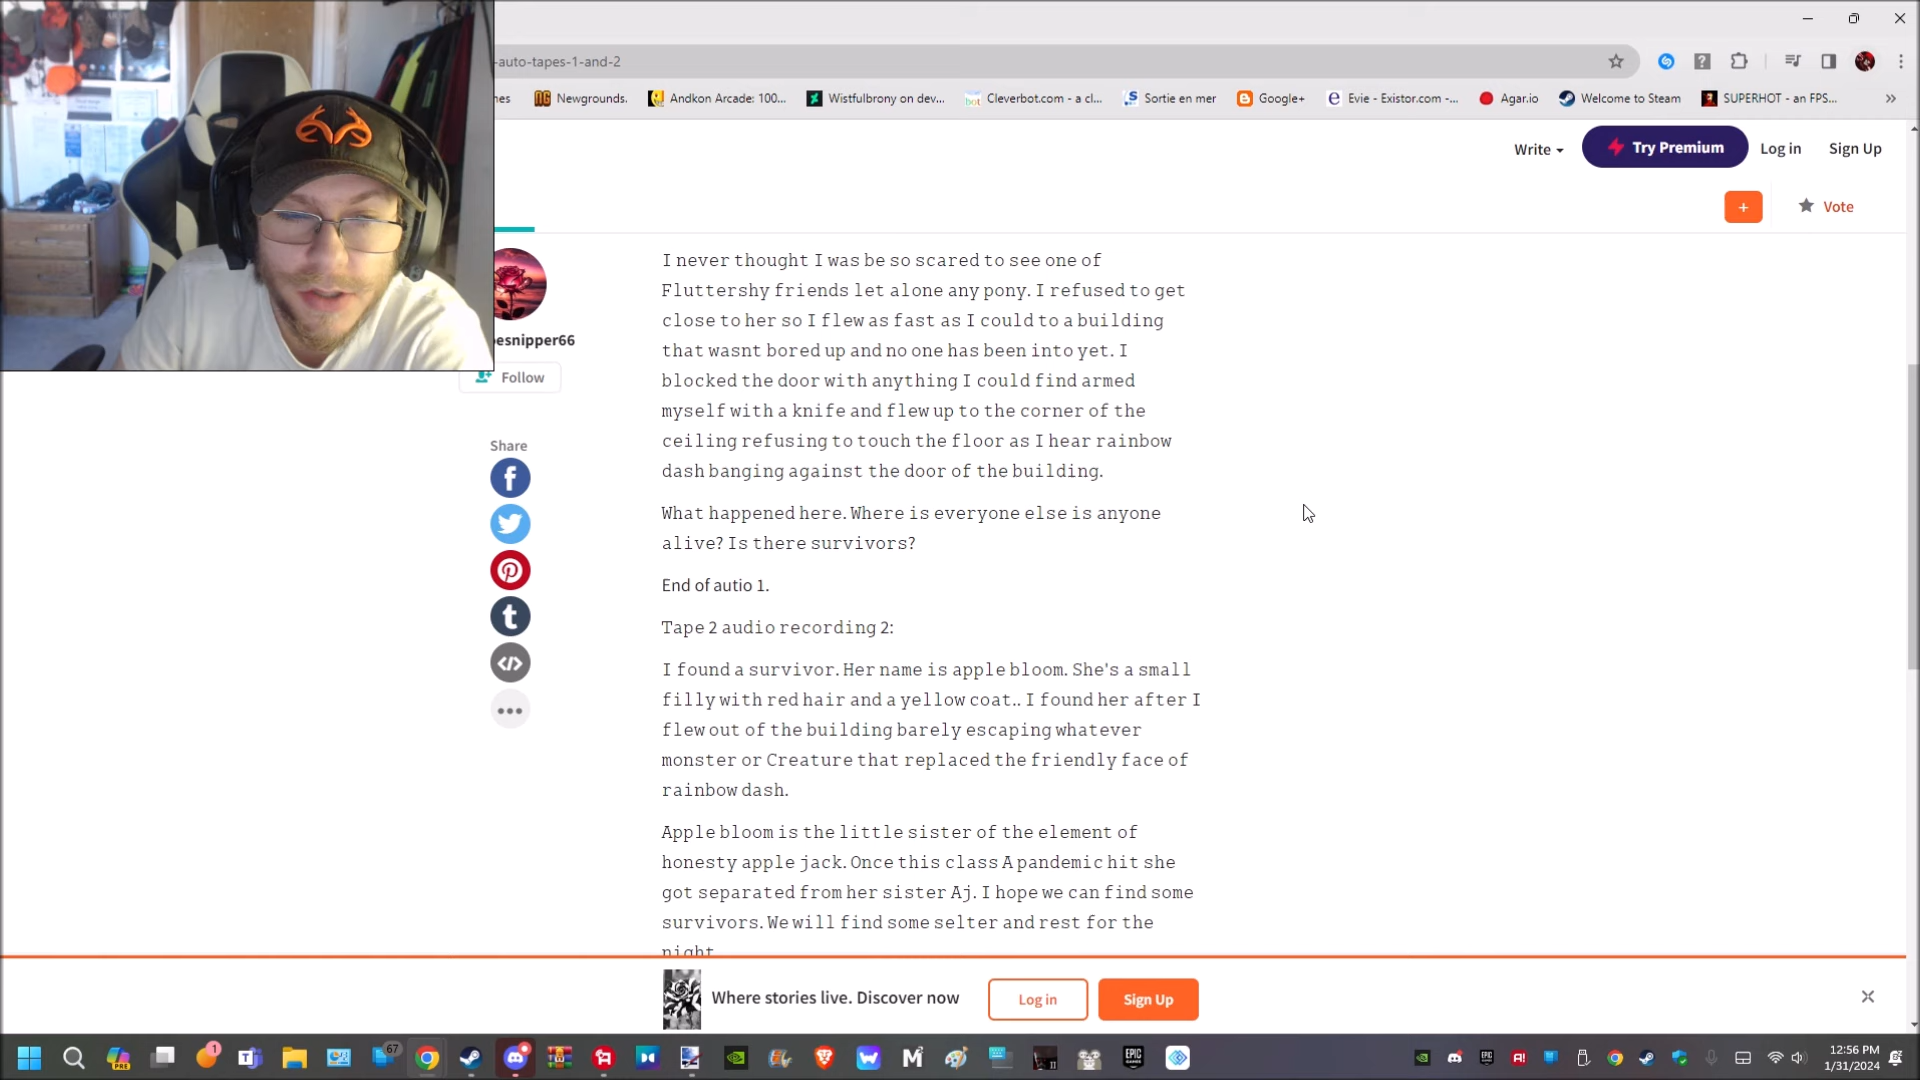 -auto-tapes-1-and-2
nes
Newgrounds.
Andkon Arcade: 100...
Wistfulbrony on dev...
Cleverbot.com - a cl...
Sortie en mer
Google+
Evie - Existor.com -...
Agar.io
Welcome to Steam
SUPERHOT - an FPS...
»
Write
Try Premium
Log in
Sign Up
+
Vote
I never thought I was be so scared to see one of
Fluttershy friends let alone any pony. I refused to get
close to her so I flew as fast as I could to a building
that wasnt bored up and no one has been into yet. I
blocked the door with anything I could find armed
myself with a knife and flew up to the corner of the
ceiling refusing to touch the floor as I hear rainbow
dash banging against the door of the building.
What happened here. Where is everyone else is anyone
alive? Is there survivors?
End of autio 1.
Tape 2 audio recording 2:
I found a survivor. Her name is apple bloom. She's a small
filly with red hair and a yellow coat.. I found her after I
flew out of the building barely escaping whatever
monster or Creature that replaced the friendly face of
rainbow dash.
Apple bloom is the little sister of the element of
honesty apple jack. Once this class A pandemic hit she
got separated from her sister Aj. I hope we can find some
survivors. We will find some selter and rest for the
night
esnipper66
Follow
Share
Where stories live. Discover now
Log in
Sign Up
1
67
12:56 PM
1/31/2024